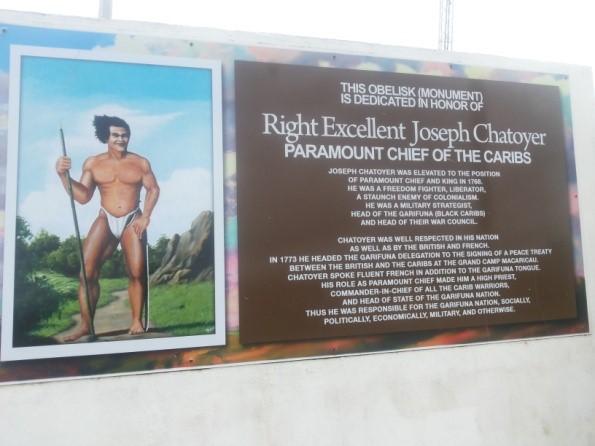 THIS OBELISK (MONUMENT)
IS DEDICATED IN HONOR OF
Right Excellent Joseph Chatoyer
PARAMOUNT CHIEF OF THE CARIBS
JOSEPH CHATOYER WAS ELEVATED TO THE POSITION
OF PARAMOUNT CHIEF AND KING IN 1768.
HE WAS A FREEDOM FIGHTER, LIBERATOR,
A STAUNCH ENEMY OF COLONIALISM.
HE WAS A MILITARY STRATEGIST,
HEAD OF THE GARIFUNA (BLACK CARIBS)
AND HEAD OF THEIR WAR COUNCIL.
CHATOYER WAS WELL RESPECTED IN HIS NATION
AS WELL AS BY THE BRITISH AND FRENCH.
IN 1773 HE HEADED THE GARIFUNA DELEGATION TO THE SIGNING OF A PEACE TREATY
BETWEEN THE BRITISH AND THE CARIBS AT THE GRAND CAMP MACARICAU.
CHATOYER SPOKE FLUENT FRENCH IN ADDITION TO THE GARIFUNA TONGUE.
HIS ROLE AS PARAMOUNT CHIEF MADE HIM A HIGH PRIEST,
COMMANDER-IN-CHIEF OF ALL THE CARIB WARRIORS,
AND HEAD OF STATE OF THE GARIFUNA NATION.
THUS HE WAS RESPONSIBLE FOR THE GARIFUNA NATION, SOCIALLY,
POLITICALLY, ECONOMICALLY, MILITARY, AND OTHERWISE.